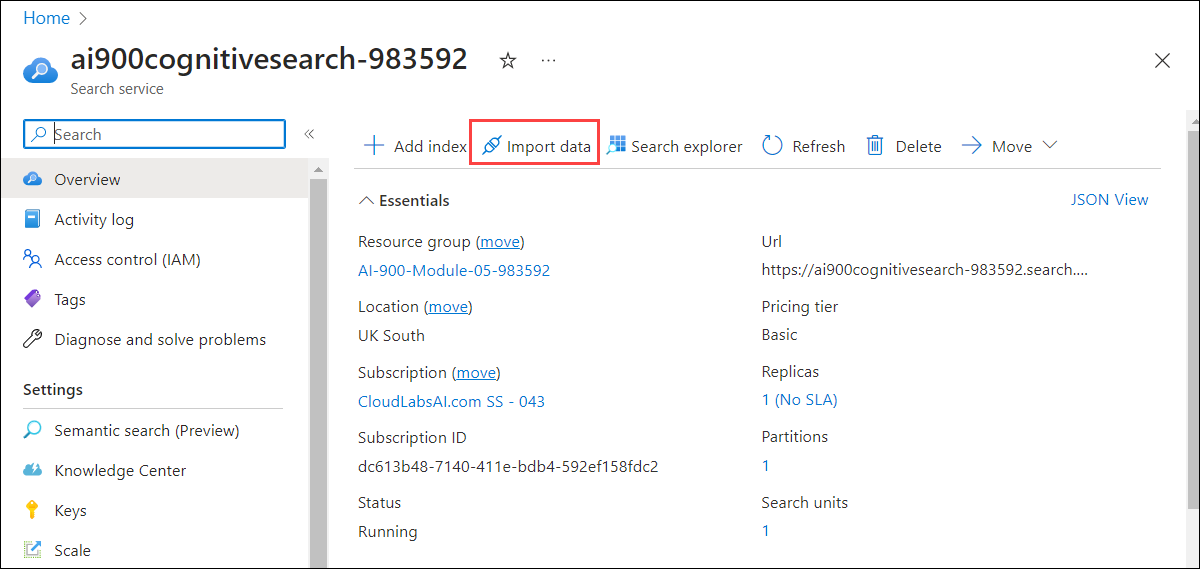 Home
ai900cognitivesearch-983592
Search service
Search
Overview
Activity log
Access control (IAM)
Tags
Diagnose and solve problems
Settings
Semantic search (Preview)
Knowledge Center
Keys
Scale
Add index Import data Search explorer Refresh Delete Move
Essentials JSON View
Resource group (move)
AI-900-Module-05-983592
Location (move)
UK South
Subscription (move)
CloudLabsAI.com SS - 043
Subscription ID
dc613b48-7140-411e-bdb4-592ef158fdc2
Status
Running
Url
https://ai900cognitivesearch-983592.search....
Pricing tier
Basic
Replicas
1 (No SLA)
Partitions
1
Search units
1